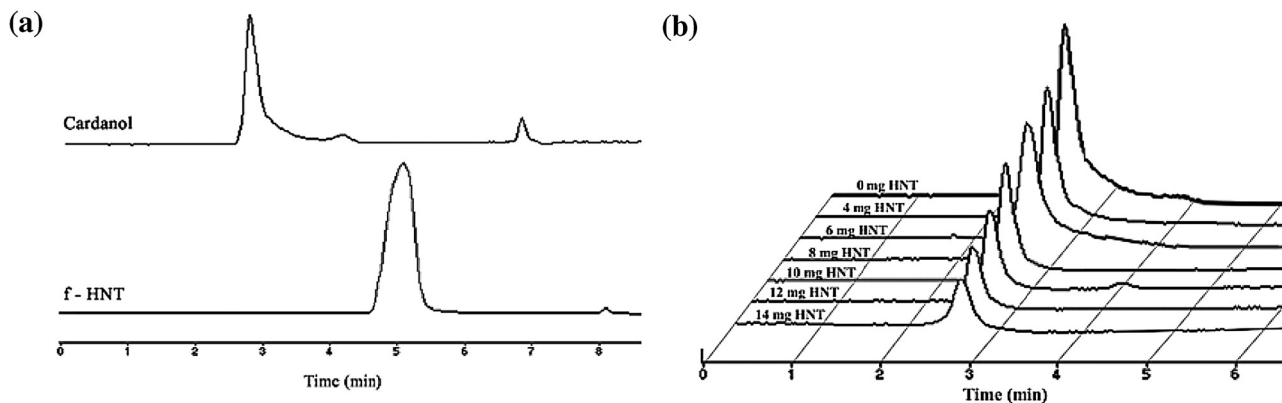 (a)
Cardanol
f - HNT
0 1 2 3 4 5 6 7 8
Time (min)
(b)
0 mg HNT
4 mg HNT
6 mg HNT
8 mg HNT
10 mg HNT
12 mg HNT
14 mg HNT
0 1 2 3 4 5 6
Time (min)